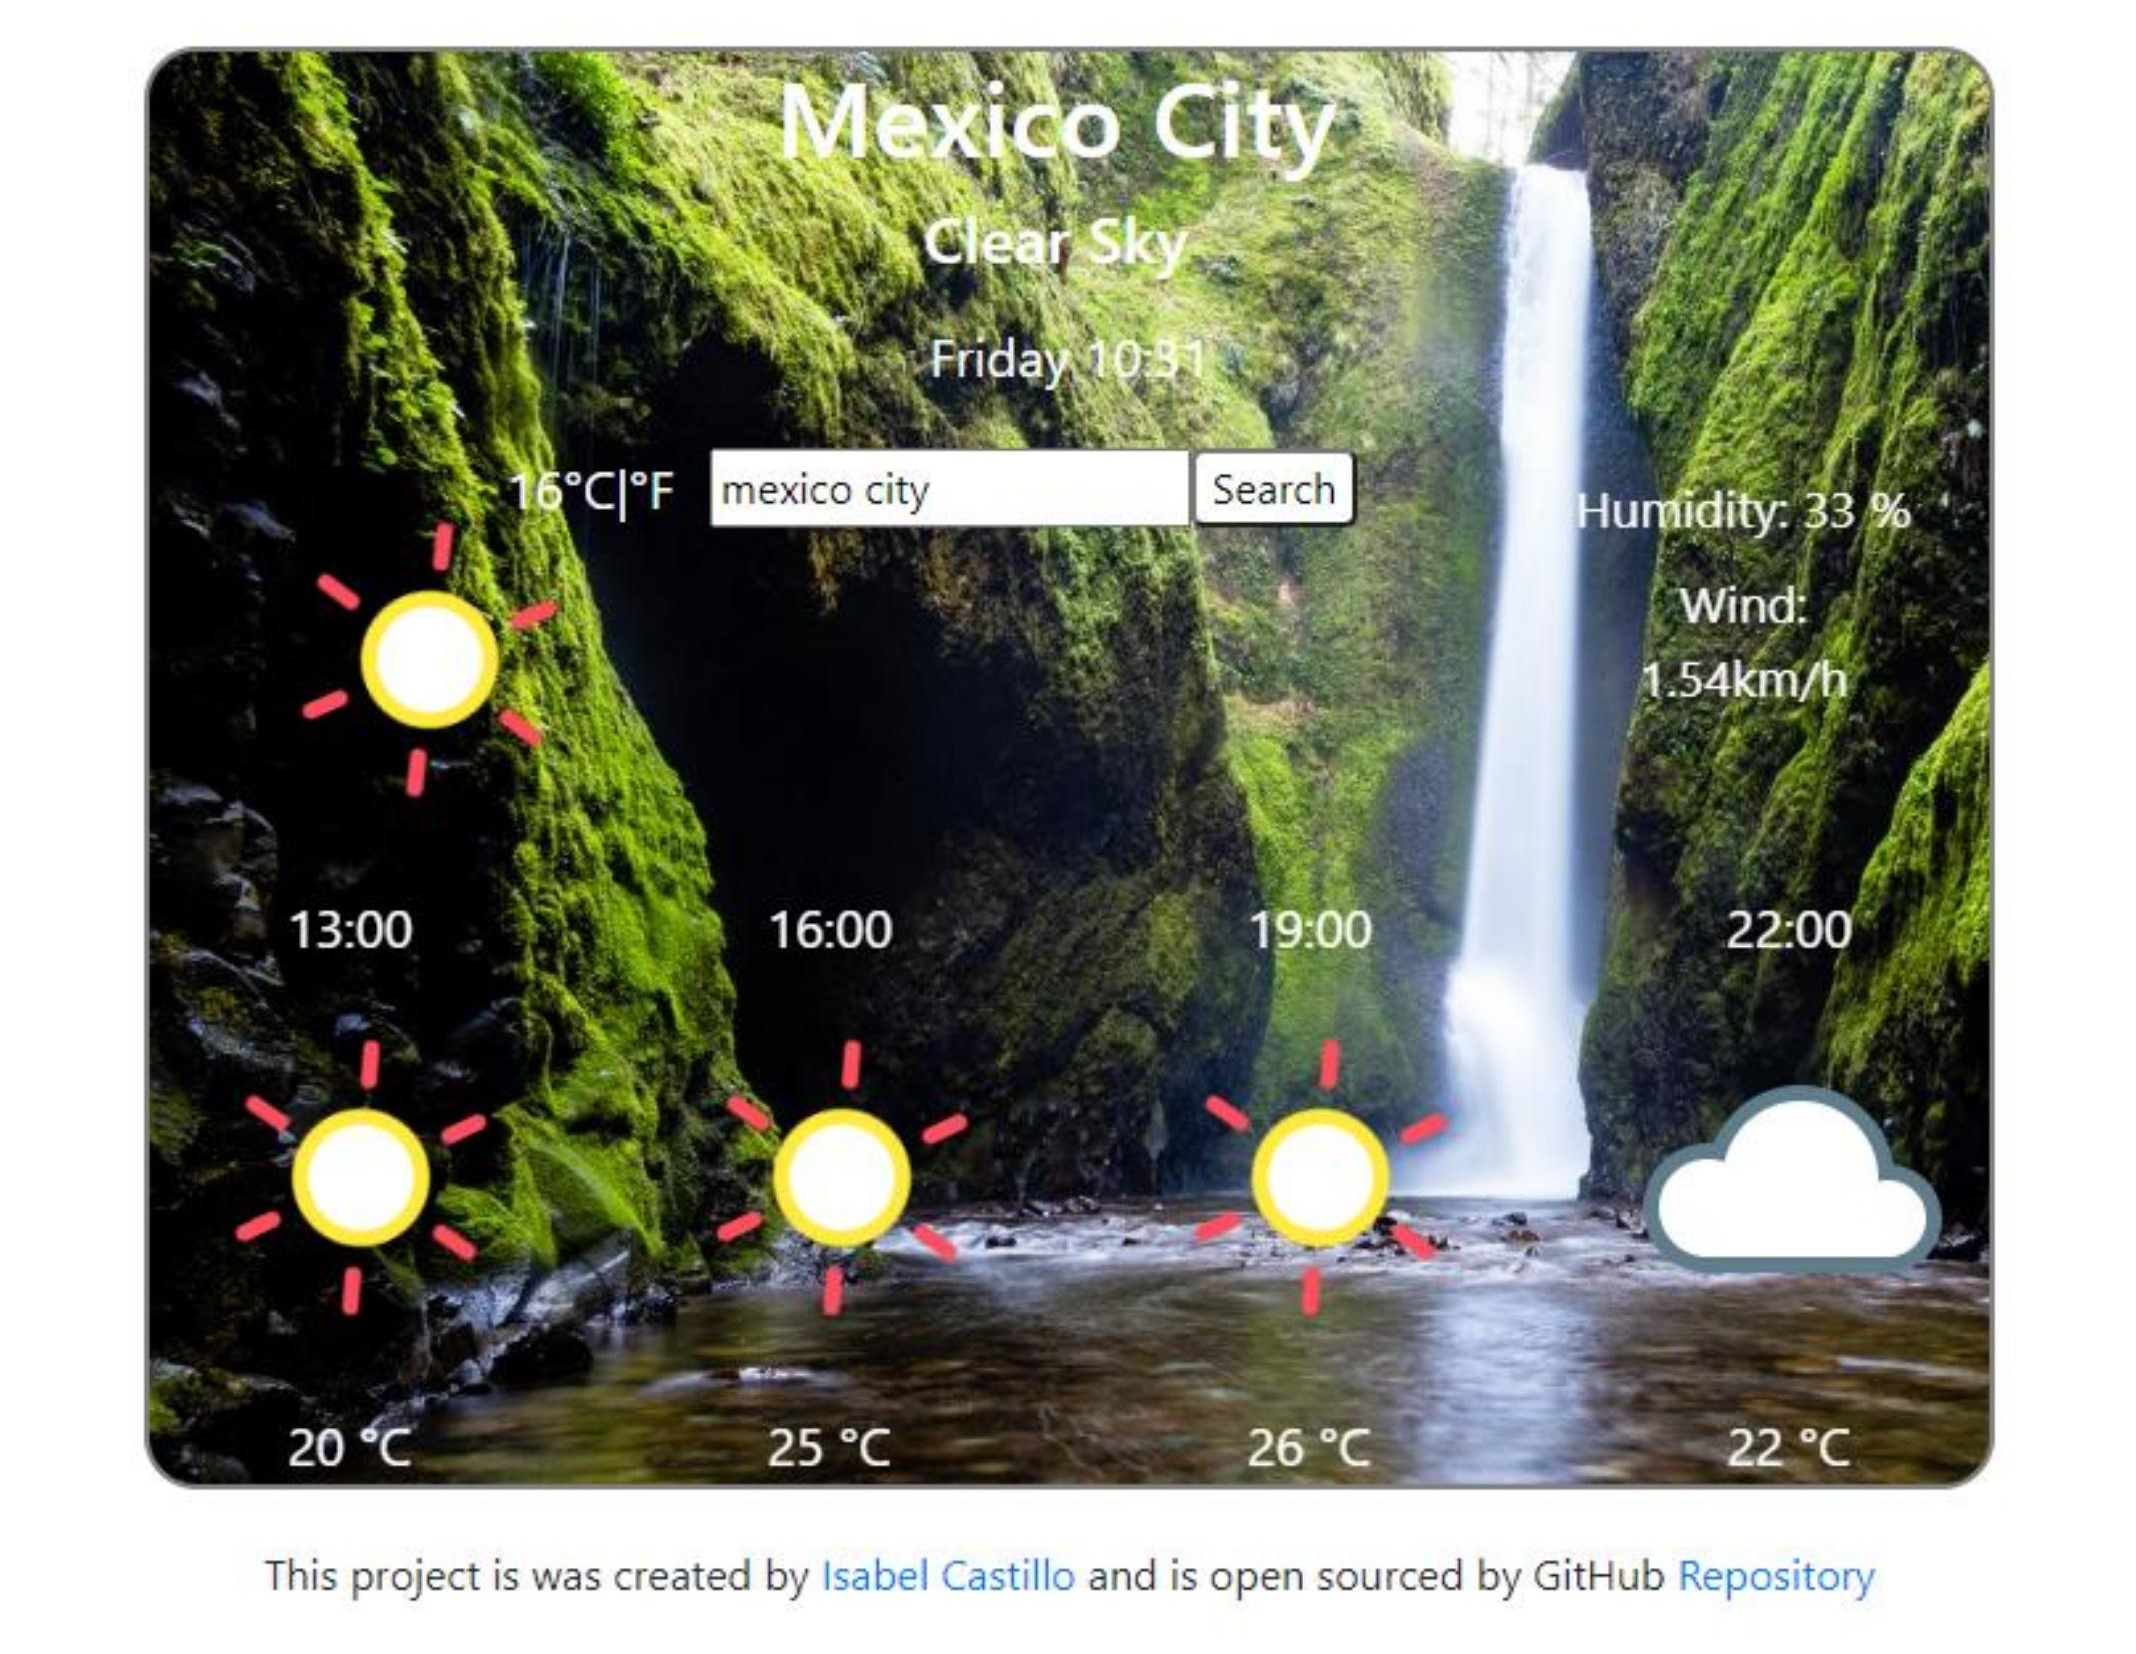 Mexico City
Clear Sky
Friday 10:31
16°C|°F
mexico city
Search
Humidity: 33 %
Wind:
1.54km/h
13:00
16:00
19:00
22:00
20 °C
25 °C
26 °C
22 °C
This project is was created by Isabel Castillo and is open sourced by GitHub Repository